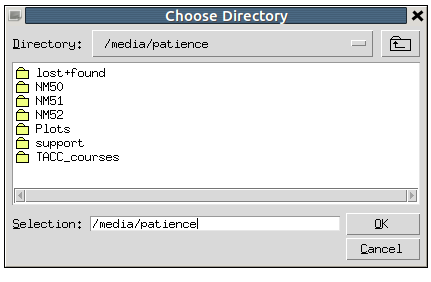 Choose Directory
Directory: /media/patience
lost+found
NM50
NM51
NM52
Plots
support
TACC_courses
Selection: /media/patience
OK
Cancel